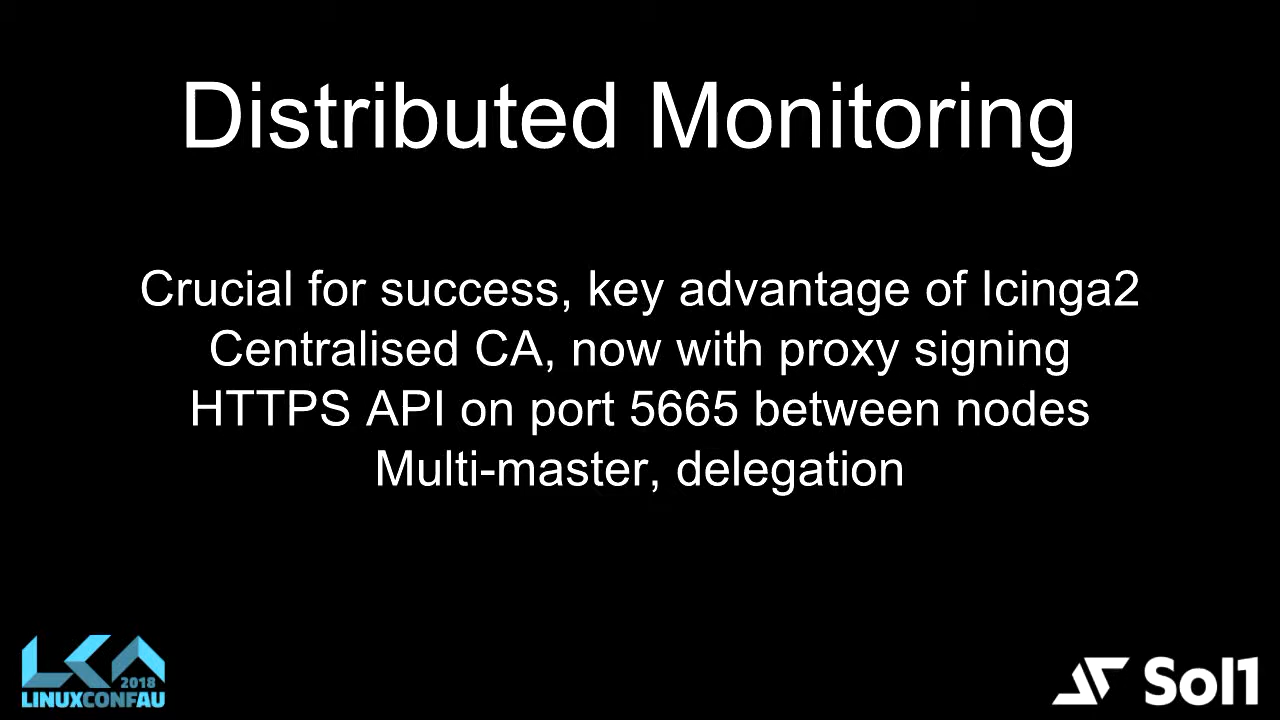 Distributed Monitoring
Crucial for success, key advantage of Icinga2
Centralised CA, now with proxy signing
HTTPS API on port 5665 between nodes
Multi-master, delegation
LCA
2018
LINUXCONFAU
Sol1